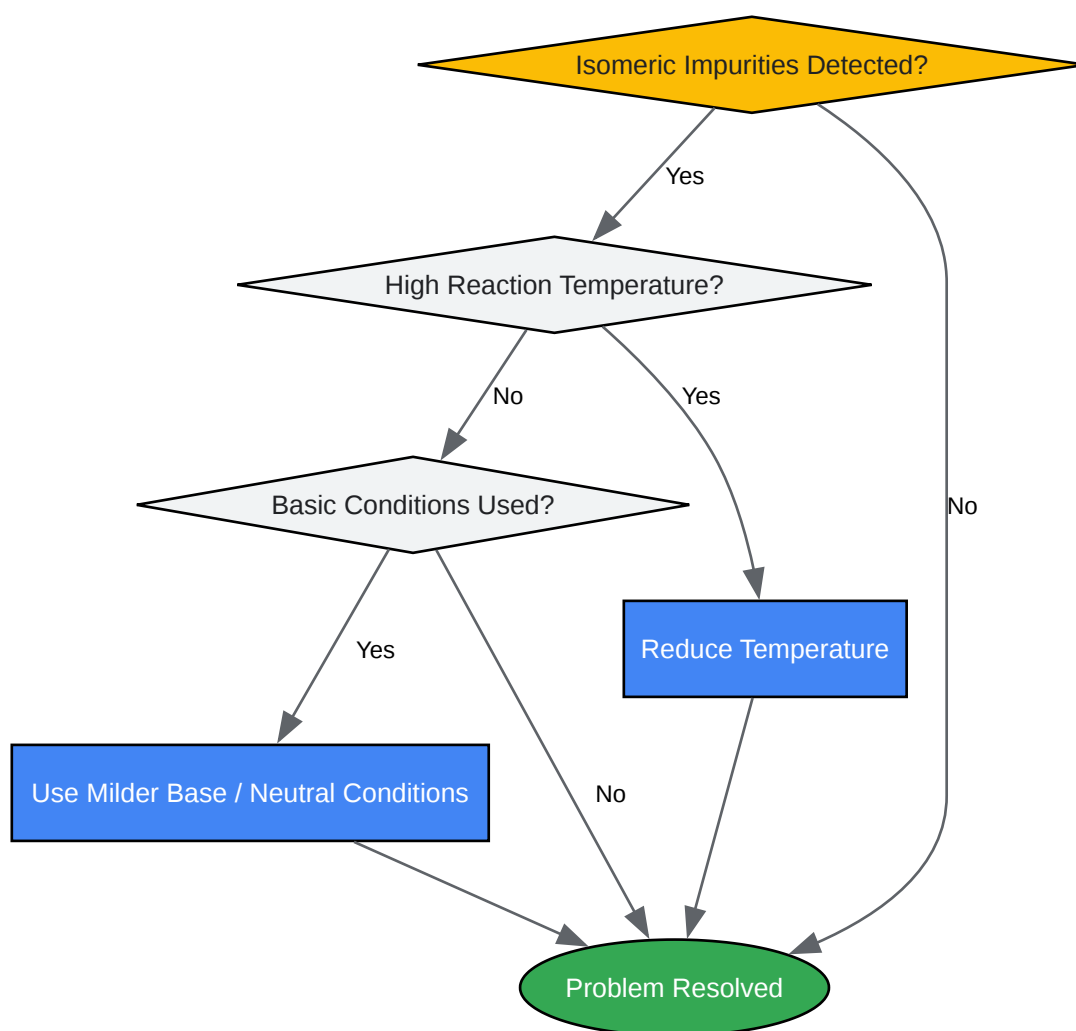 Isomeric Impurities Detected?
Yes
High Reaction Temperature?
No
Yes
Basic Conditions Used?
No
Reduce Temperature
Yes
Use Milder Base / Neutral Conditions
No
Problem Resolved